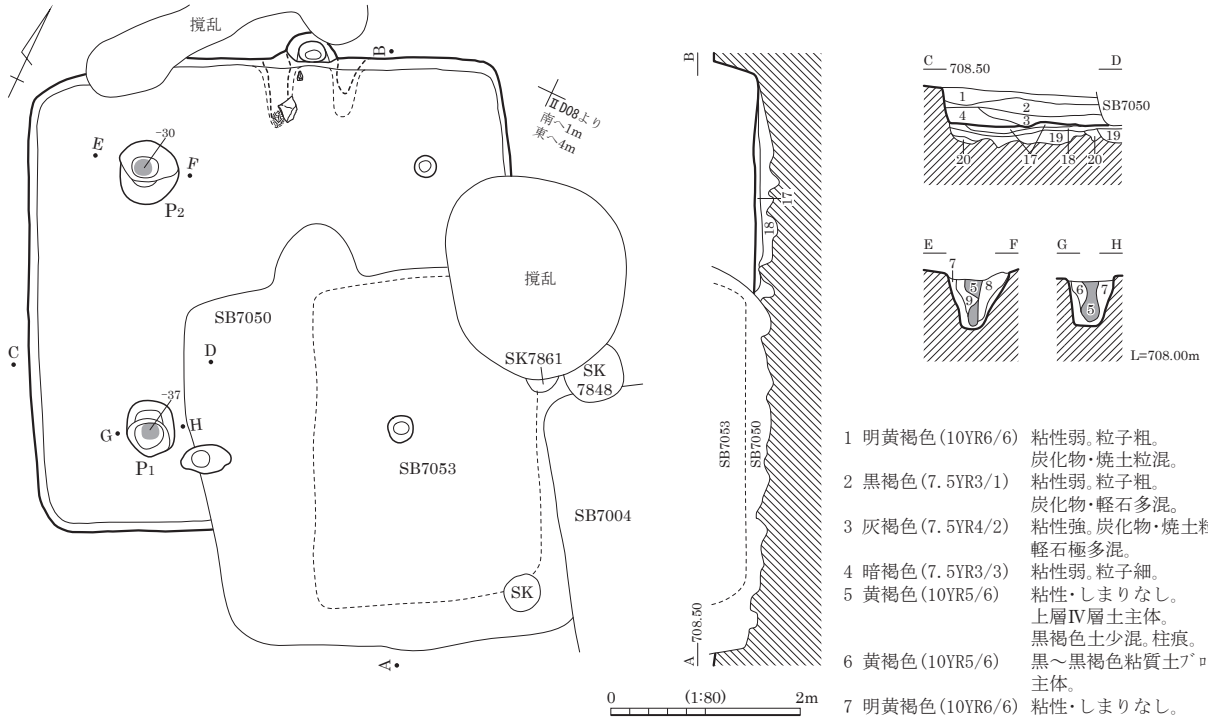 撹乱
B
ⅡD08より
南へ1m
東へ4m
-30
E
F
P2
撹乱
SB7050
C
D
SK7861
SK
7848
-37
G
H
P1
SB7053
SB7004
SK
A
B
17
18
SB7053
SB7050
A
708.50
0 (1:80) 2m
C 708.50 D
1
2
3
4
SB7050
19
19
20
17
18
20
E F
7
5
8
9
G H
6
7
5
L=708.00m
1 明黄褐色(10YR6/6) 粘性弱。粒子粗。
炭化物・焼土粒混。
2 黒褐色(7.5YR3/1) 粘性弱。粒子粗。
炭化物・軽石多混。
3 灰褐色(7.5YR4/2) 粘性強。炭化物・焼土粒
軽石極多混。
4 暗褐色(7.5YR3/3) 粘性弱。粒子細。
5 黄褐色(10YR5/6) 粘性・しまりなし。
上層Ⅳ層土主体。
黒褐色土少混。柱痕。
6 黄褐色(10YR5/6) 黒～黒褐色粘質土ブロ
主体。
7 明黄褐色(10YR6/6) 粘性・しまりなし。